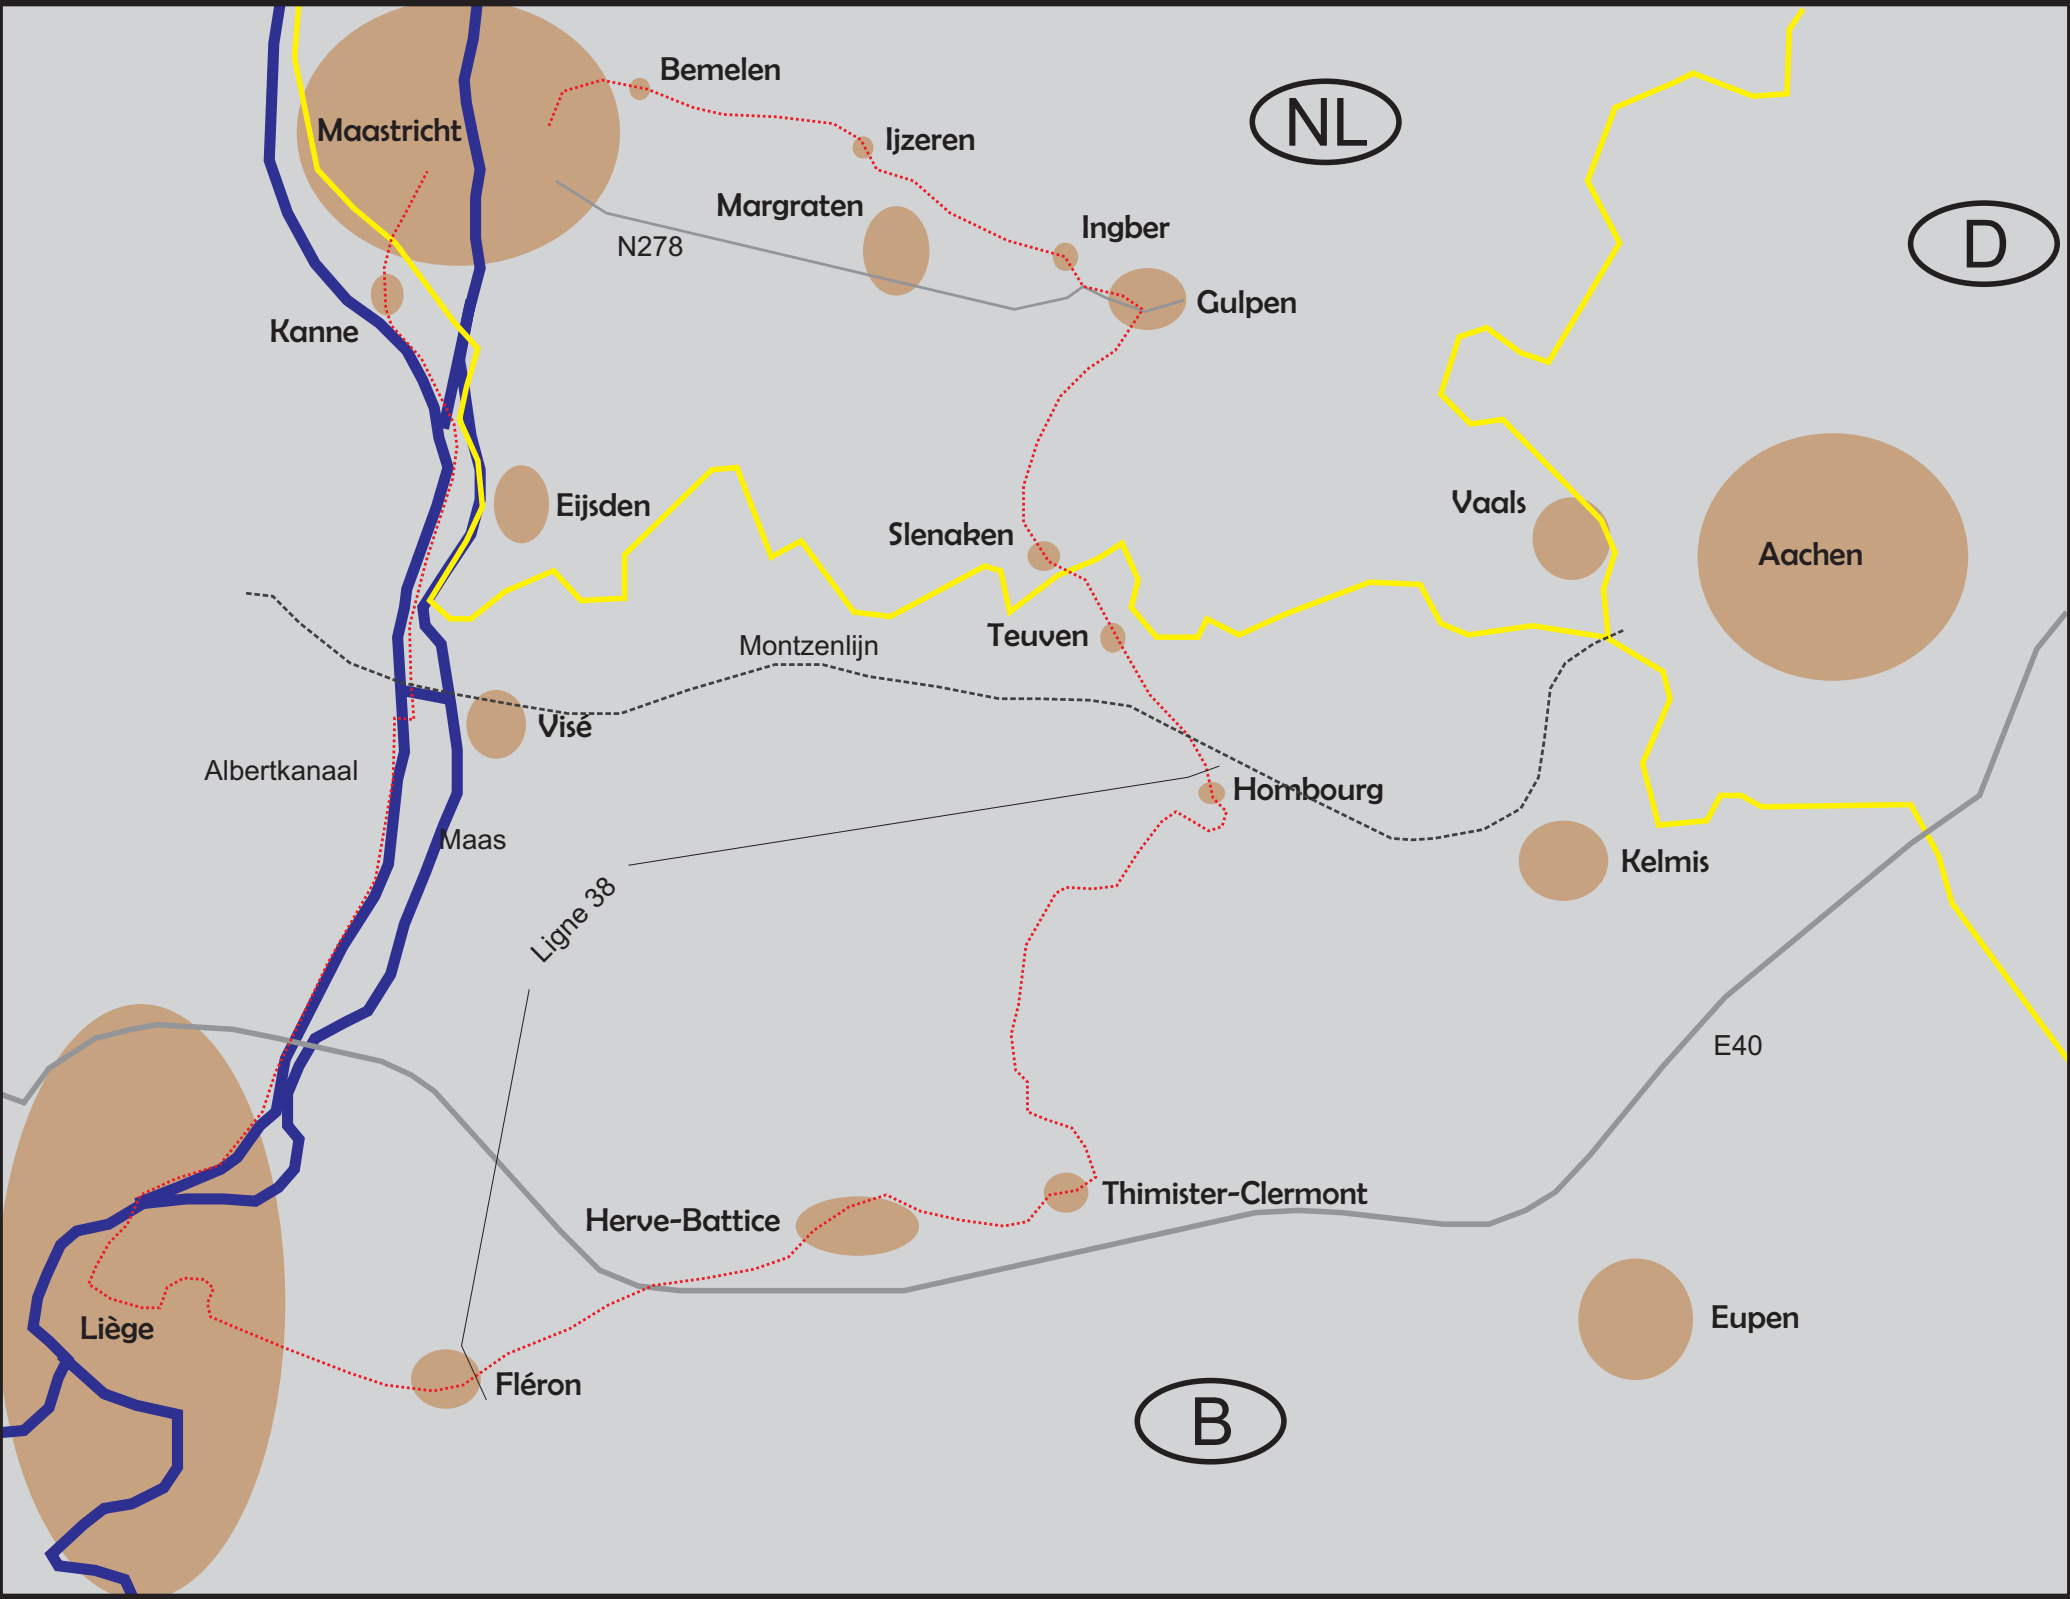 Bemelen
NL
Maastricht
Ijzeren
Margraten
Ingber
D
N278
Gulpen
Kanne
Eijsden
Vaals
Slenaken
Aachen
Teuven
Montzenlijn
Visé
Albertkanaal
Hombourg
Maas
Kelmis
Ligne 38
E40
Thimister-Clermont
Herve-Battice
Liège
Eupen
Fléron
B